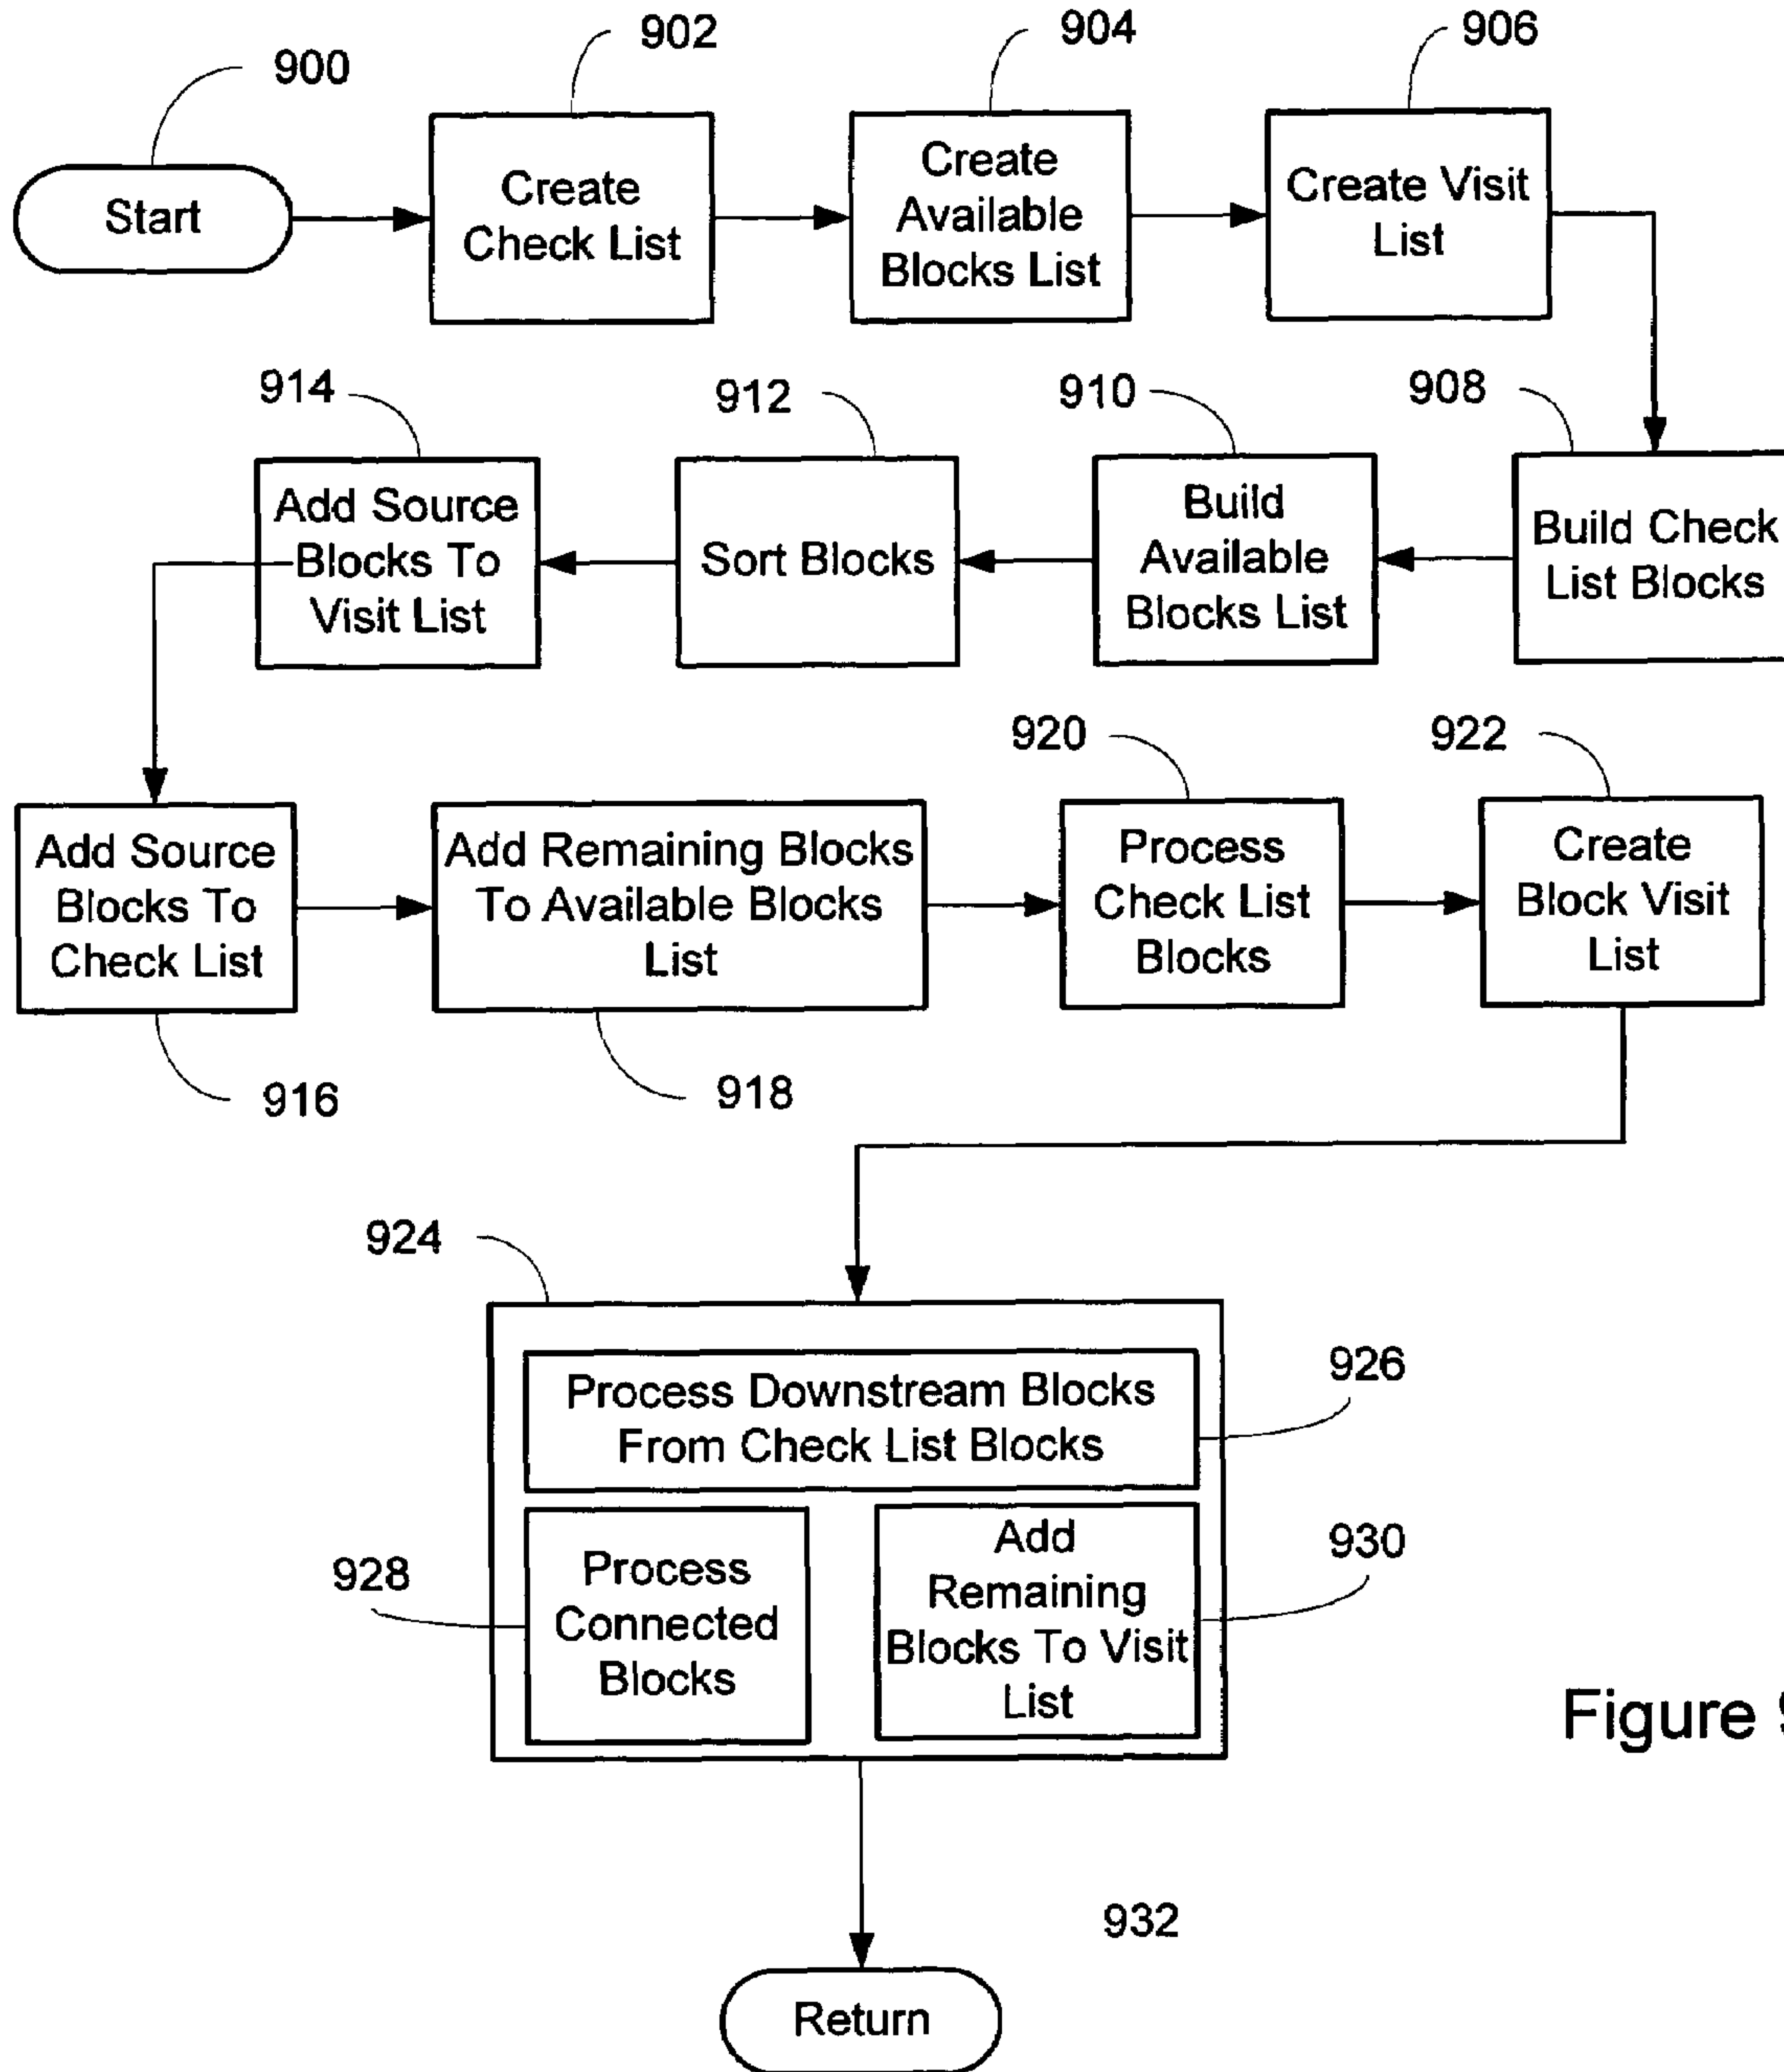 900
902
904
906
Start
Create
Check List
Create
Available
Blocks List
Create Visit
List
914
912
910
908
Add Source
Blocks To
Visit List
Sort Blocks
Build
Available
Blocks List
Build Check
List Blocks
920
922
Add Source
Blocks To
Check List
Add Remaining Blocks
To Available Blocks
List
Process
Check List
Blocks
Create
Block Visit
List
916
918
924
Process Downstream Blocks
From Check List Blocks
926
928
Process
Connected
Blocks
Add
Remaining
Blocks To Visit
List
930
Figure 9
932
Return